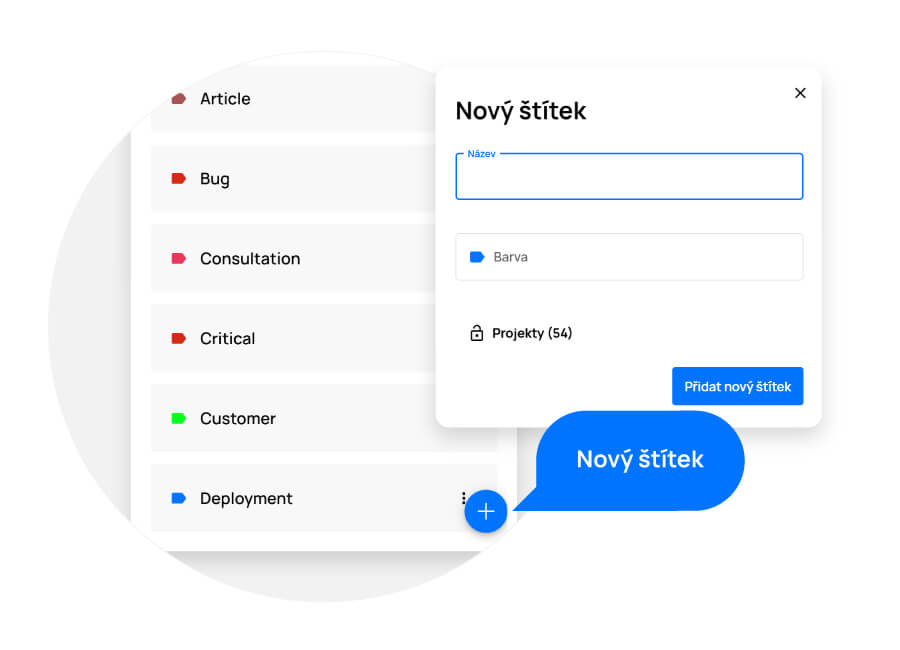 Article
Bug
Consultation
Critical
Customer
Deployment
Nový štítek
Název
Barva
Projekty (54)
Přidat nový štítek
Nový štítek